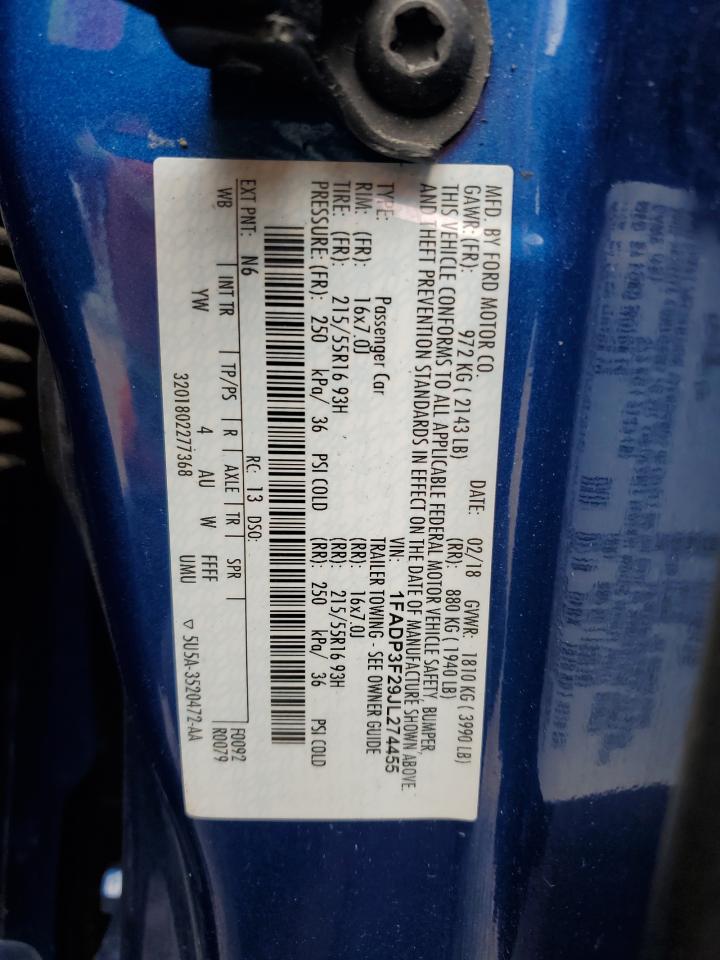 MFD. BY FORD MOTOR CO.
DATE: 02/18 GVWR: 1810 KG ( 3990 LB)
GAWR: (FR): 972 KG ( 2143 LB) (RR): 880 KG ( 1940 LB)
THIS VEHICLE CONFORMS TO ALL APPLICABLE FEDERAL MOTOR VEHICLE SAFETY, BUMPER,
AND THEFT PREVENTION STANDARDS IN EFFECT ON THE DATE OF MANUFACTURE SHOWN ABOVE.
VIN: 1FADP3F29JL274455
TYPE: Passenger Car TRAILER TOWING - SEE OWNER GUIDE
RIM: (FR): 16x7.0J (RR): 16x7.0J
TIRE: (FR): 215/55R16 93H (RR): 215/55R16 93H
PRESSURE: (FR): 250 kPa/ 36 PSI COLD (RR): 250 kPa/ 36 PSI COLD
EXT PNT: N6 RC: 13 DSO: F0092
WB INT TR TP/PS R AXLE TR SPR R0079
YW 4 AU W FFFF
UMU
3201802277368 ▽ 5U5A-3520472-AA